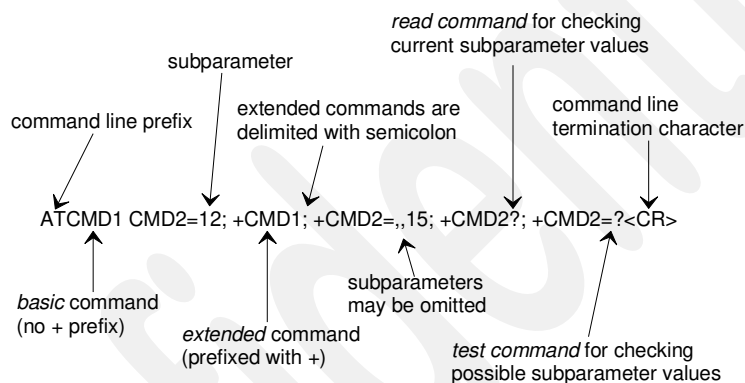 read command for checking
current subparameter values
subparameter
extended commands are
delimited with semicolon
command line
termination character
command line prefix
ATCMD1 CMD2=12; +CMD1; +CMD2=,,15; +CMD2?; +CMD2=?<CR>
basic command
(no + prefix)
extended command
(prefixed with +)
subparameters
may be omitted
test command for checking
possible subparameter values